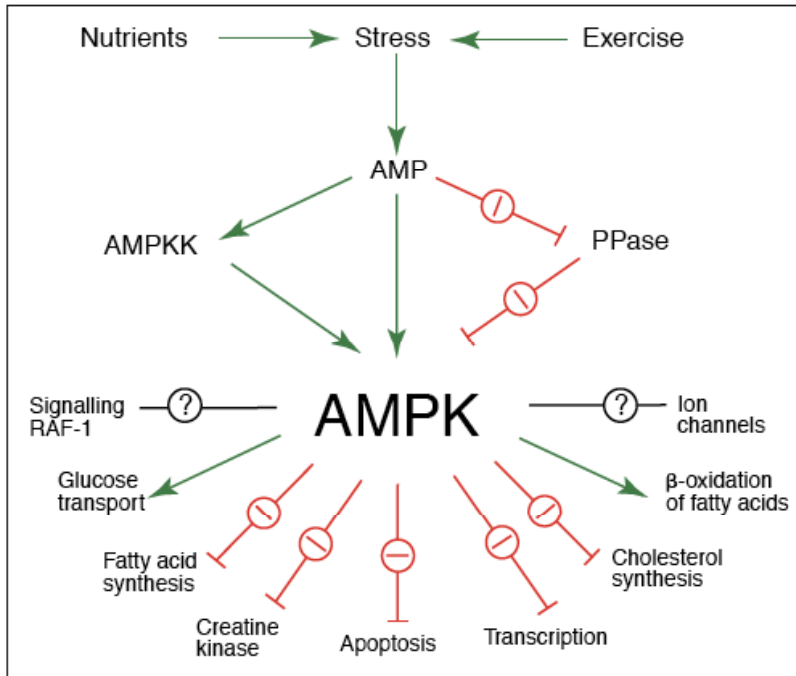 Nutrients Stress Exercise
AMP
AMPKK
PPase
AMPK
Signalling
RAF-1
?
?
Ion
channels
Glucose
transport
β-oxidation
of fatty acids
Fatty acid
synthesis
Cholesterol
synthesis
Creatine
kinase
Apoptosis
Transcription